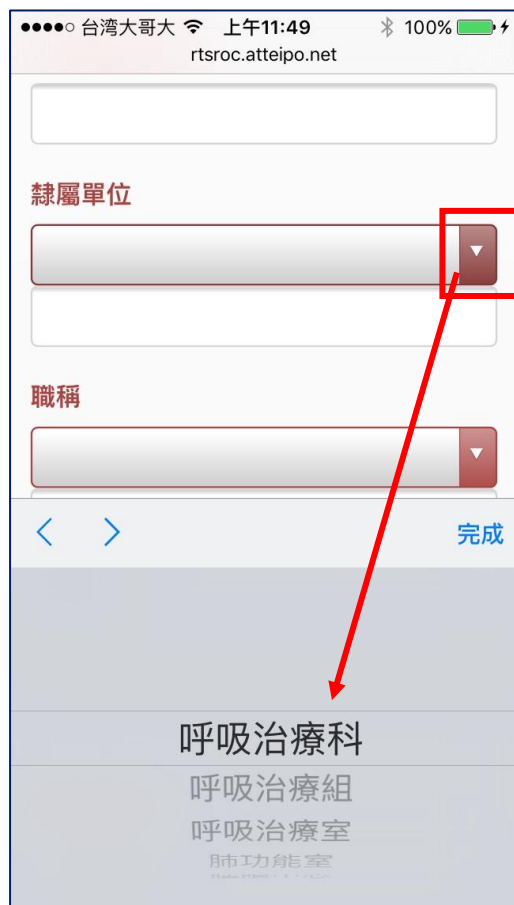 台湾大哥大 上午11:49 100%
rtsroc.atteipo.net
隸屬單位
職稱
完成
呼吸治療科
呼吸治療組
呼吸治療室
肺功能室